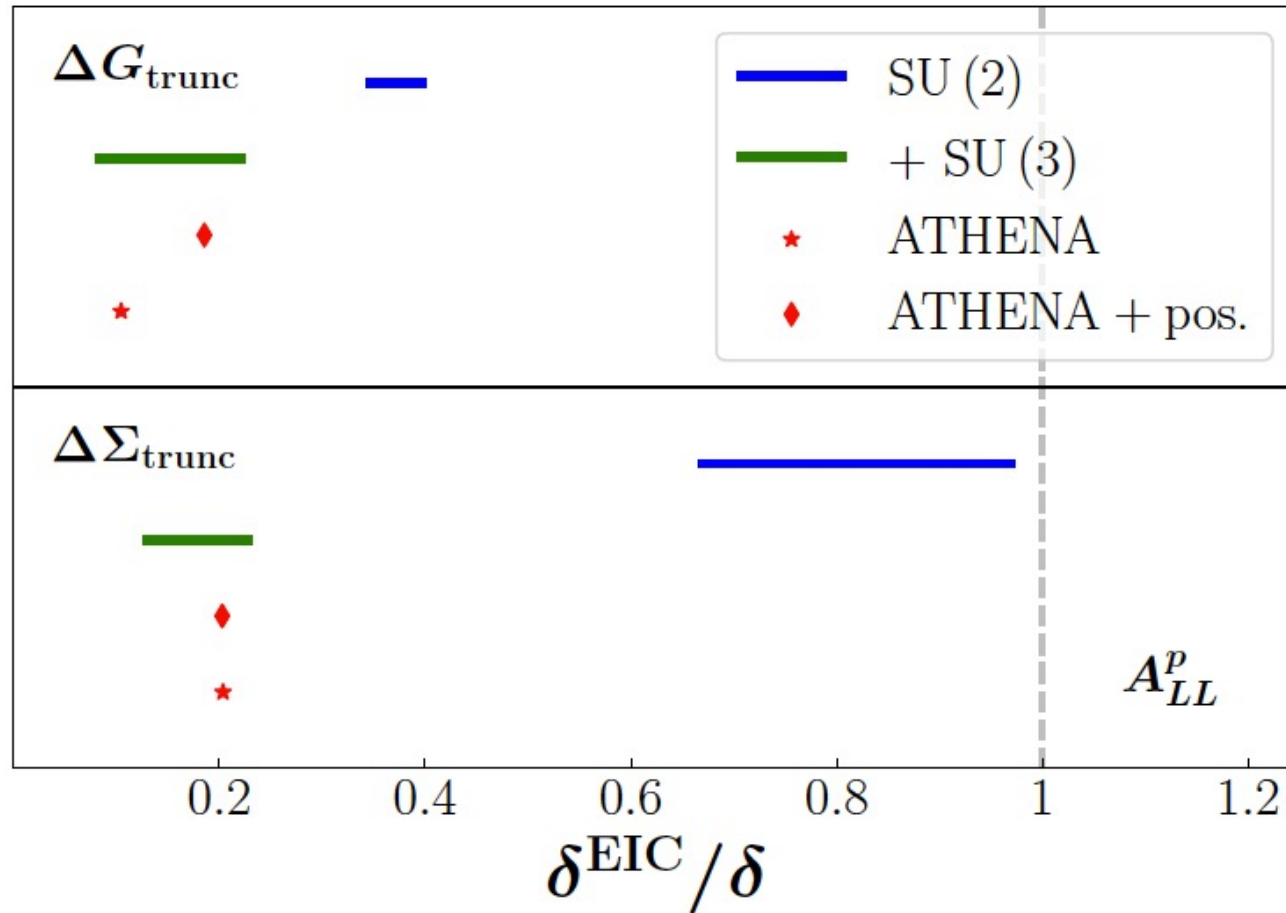 ΔG_trunc
SU (2)
+ SU (3)
ATHENA
ATHENA + pos.
ΔΣ_trunc
A^p_LL
0.2 0.4 0.6 0.8 1 1.2
δ^EIC/δ